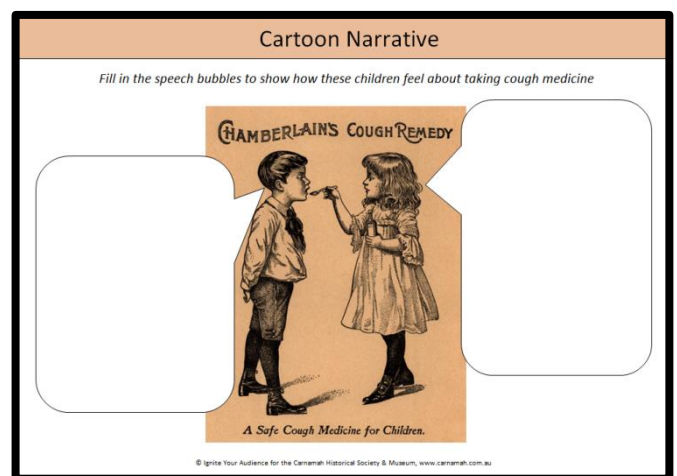 Cartoon Narrative
Fill in the speech bubbles to show how these children feel about taking cough medicine
CHAMBERLAIN'S COUGH REMEDY
A Safe Cough Medicine for Children.
© Ignite Your Audience for the Carnamah Historical Society & Museum, www.carnamah.com.au